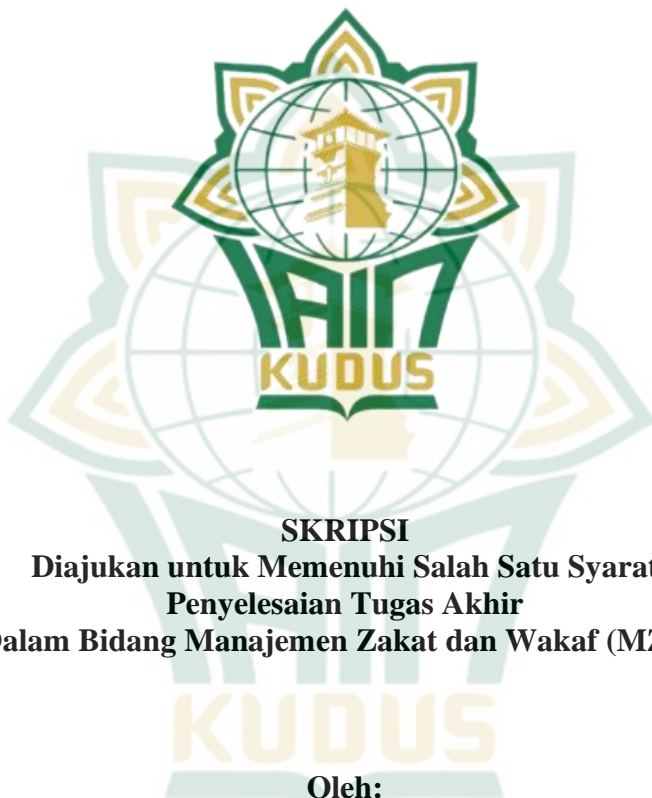 IAIN
KUDUS
SKRIPSI
Diajukan untuk Memenuhi Salah Satu Syarat
Penyelesaian Tugas Akhir
Dalam Bidang Manajemen Zakat dan Wakaf (MZ
KUDUS
Oleh: